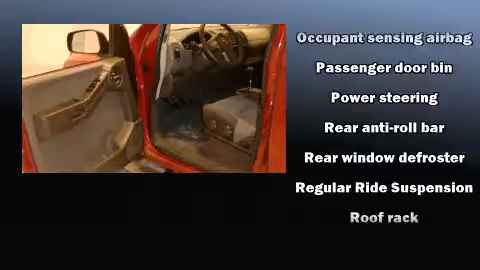 Occupant sensing airbag
Passenger door bin
Power steering
Rear anti-roll bar
Rear window defroster
Regular Ride Suspension
Roof rack